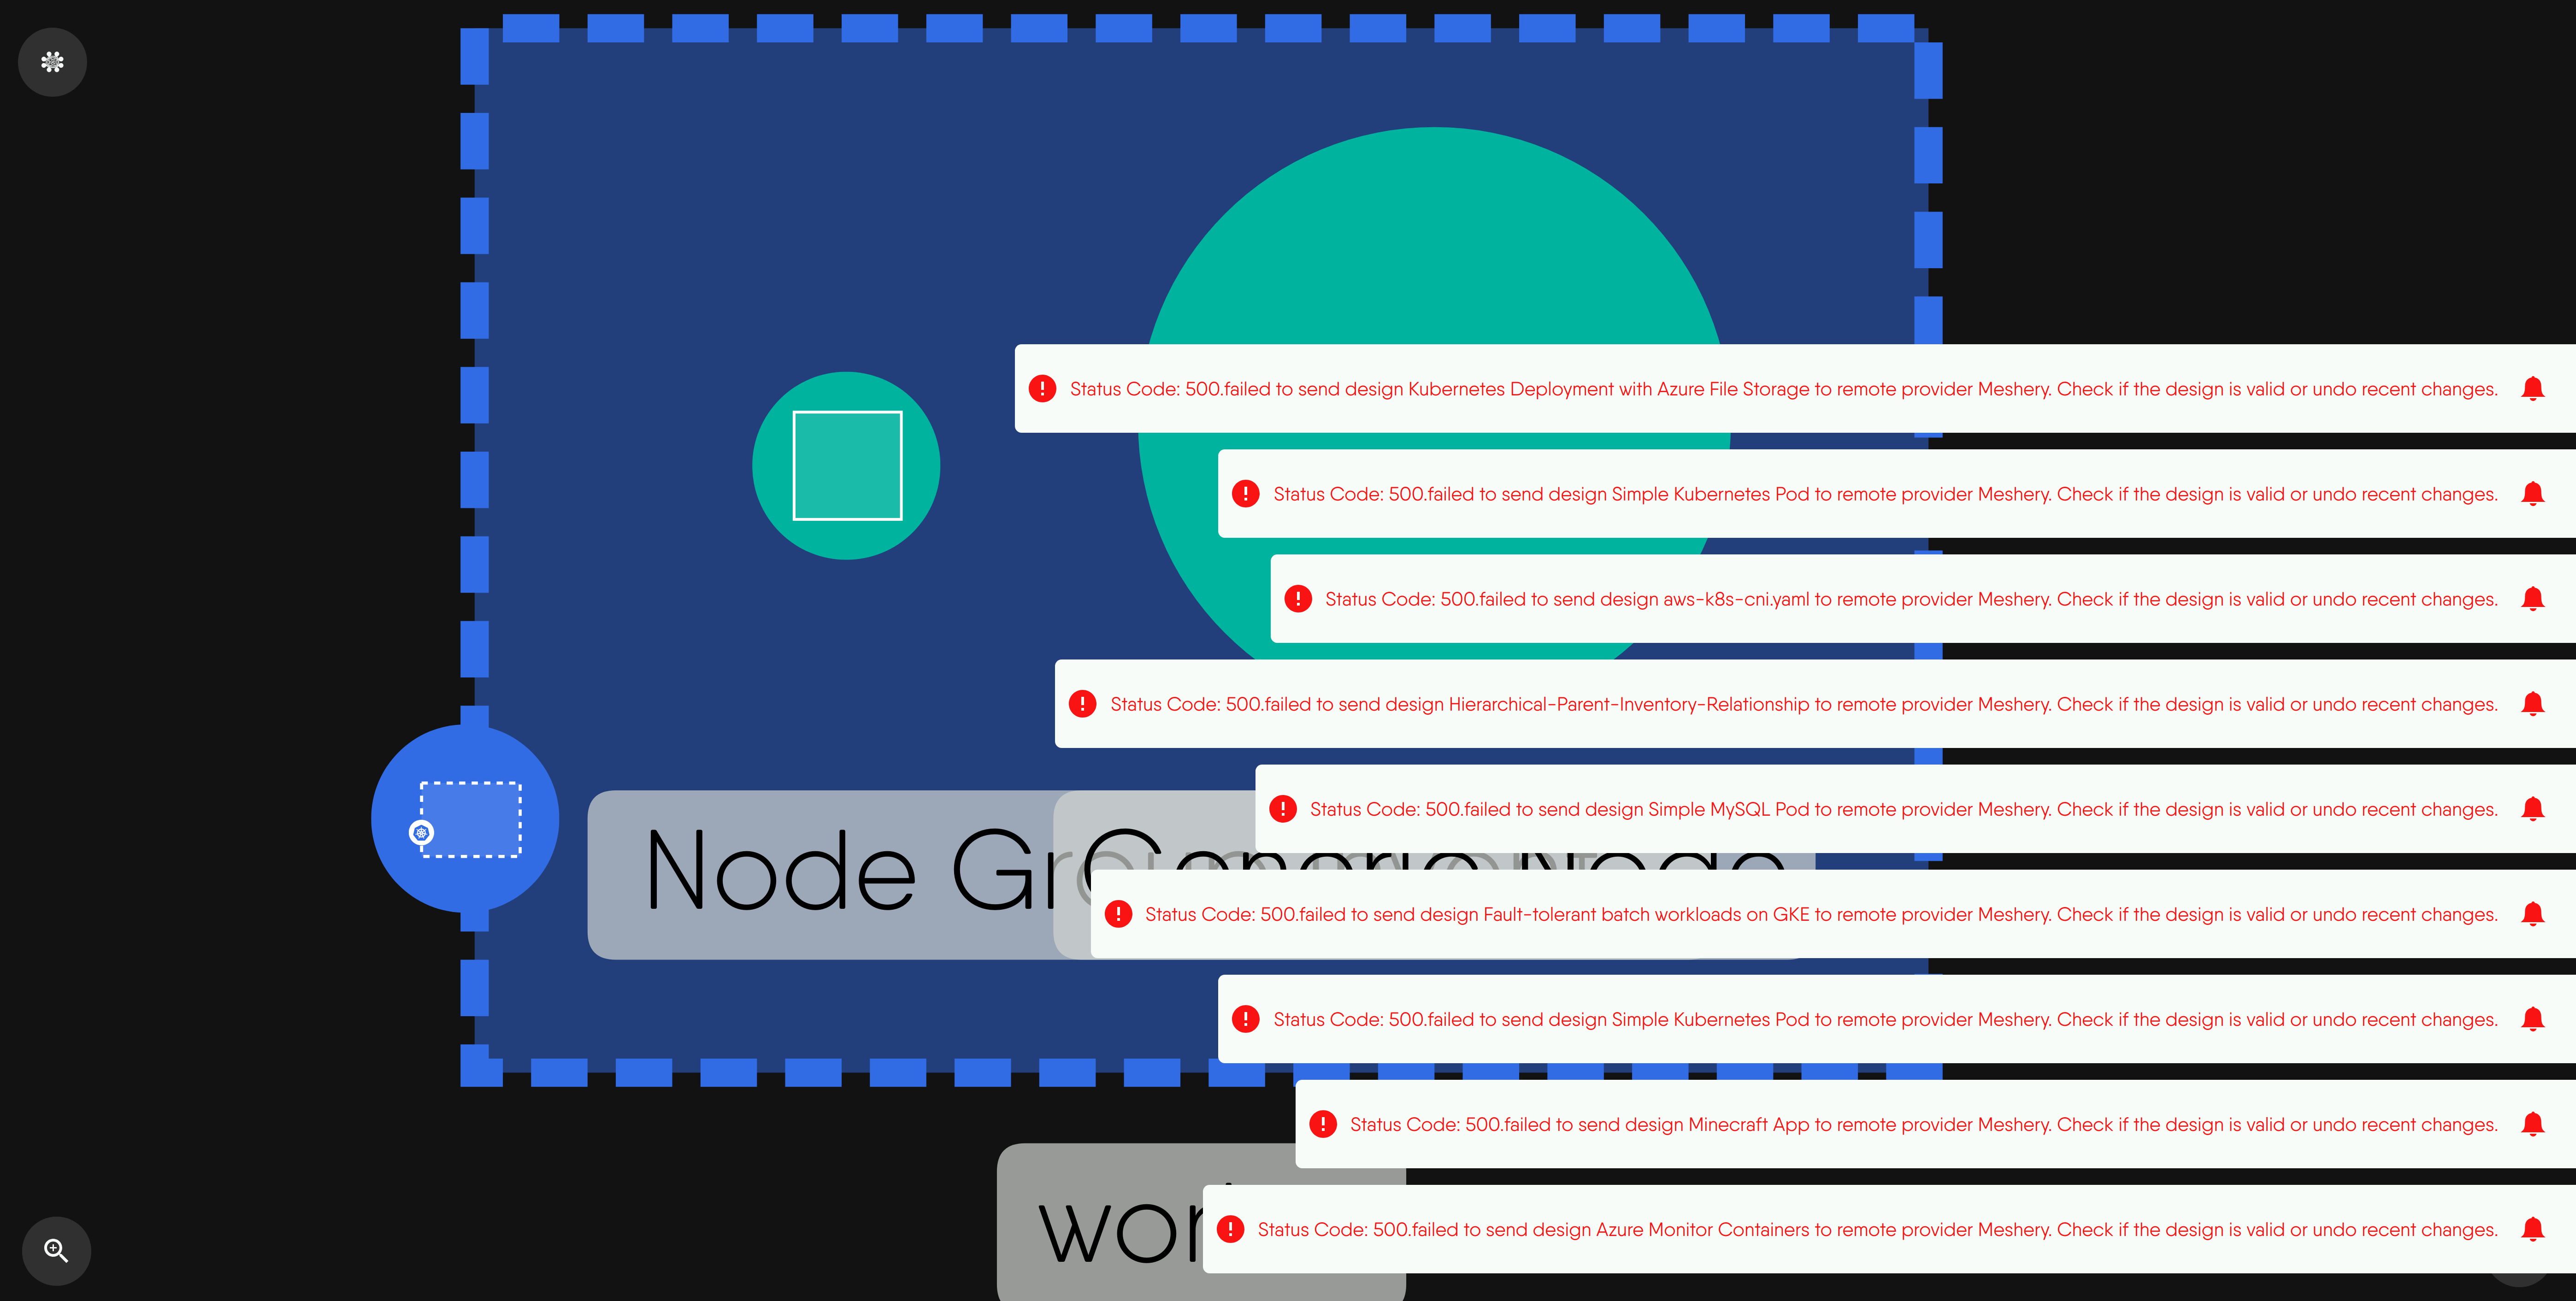 Status Code: 500.failed to send design Kubernetes Deployment with Azure File Storage to remote provider Meshery. Check if the design is valid or undo recent changes.
Status Code: 500.failed to send design Simple Kubernetes Pod to remote provider Meshery. Check if the design is valid or undo recent changes.
Status Code: 500.failed to send design aws-k8s-cni.yaml to remote provider Meshery. Check if the design is valid or undo recent changes.
Status Code: 500.failed to send design Hierarchical-Parent-Inventory-Relationship to remote provider Meshery. Check if the design is valid or undo recent changes.
Status Code: 500.failed to send design Simple MySQL Pod to remote provider Meshery. Check if the design is valid or undo recent changes.
Node
Status Code: 500.failed to send design Fault-tolerant batch workloads on GKE to remote provider Meshery. Check if the design is valid or undo recent changes.
Status Code: 500.failed to send design Simple Kubernetes Pod to remote provider Meshery. Check if the design is valid or undo recent changes.
Status Code: 500.failed to send design Minecraft App to remote provider Meshery. Check if the design is valid or undo recent changes.
Status Code: 500.failed to send design Azure Monitor Containers to remote provider Meshery. Check if the design is valid or undo recent changes.